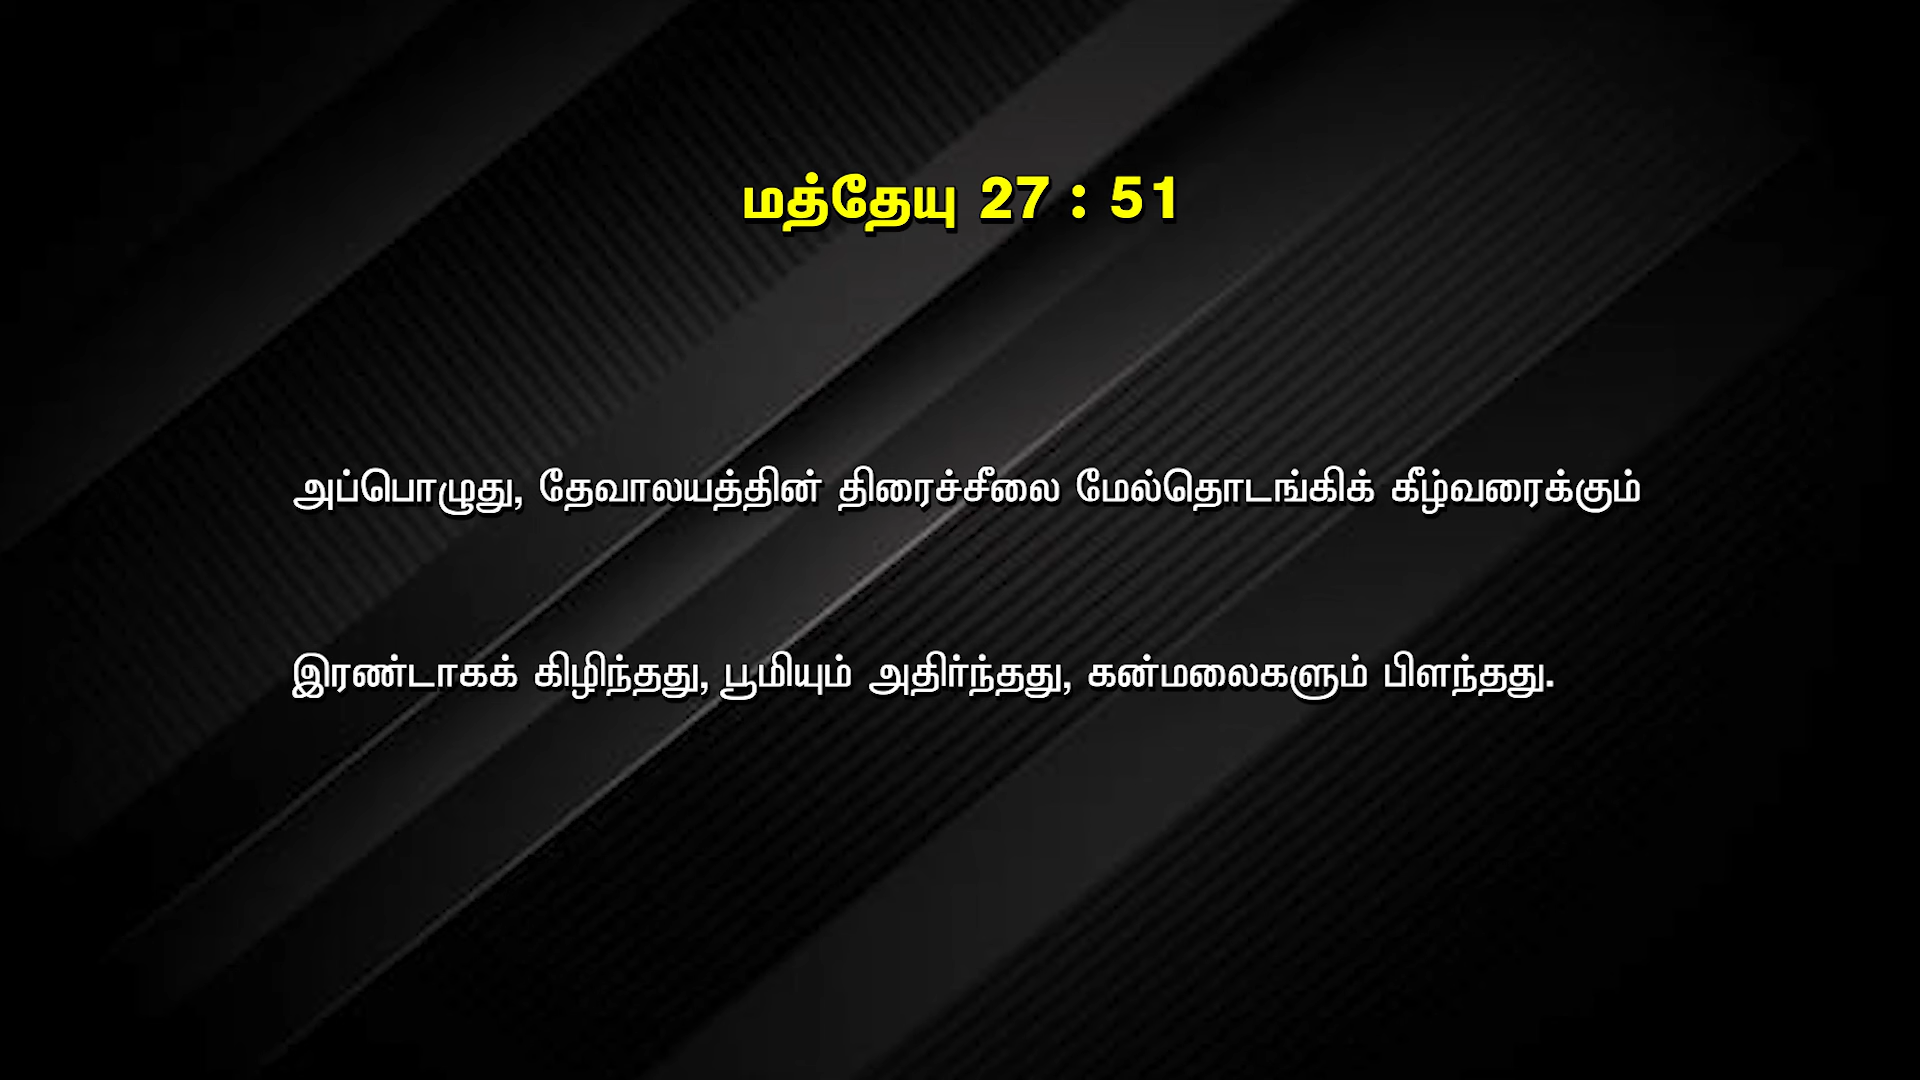 மத்தேயு 27 : 51
அப்பொழுது, தேவாலயத்தின் திரைச்சீலை மேல்தொடங்கிக் கீழ்வரைக்கும்
இரண்டாகக் கிழிந்தது, பூமியும் அதிர்ந்தது, கன்மலைகளும் பிளந்தது.